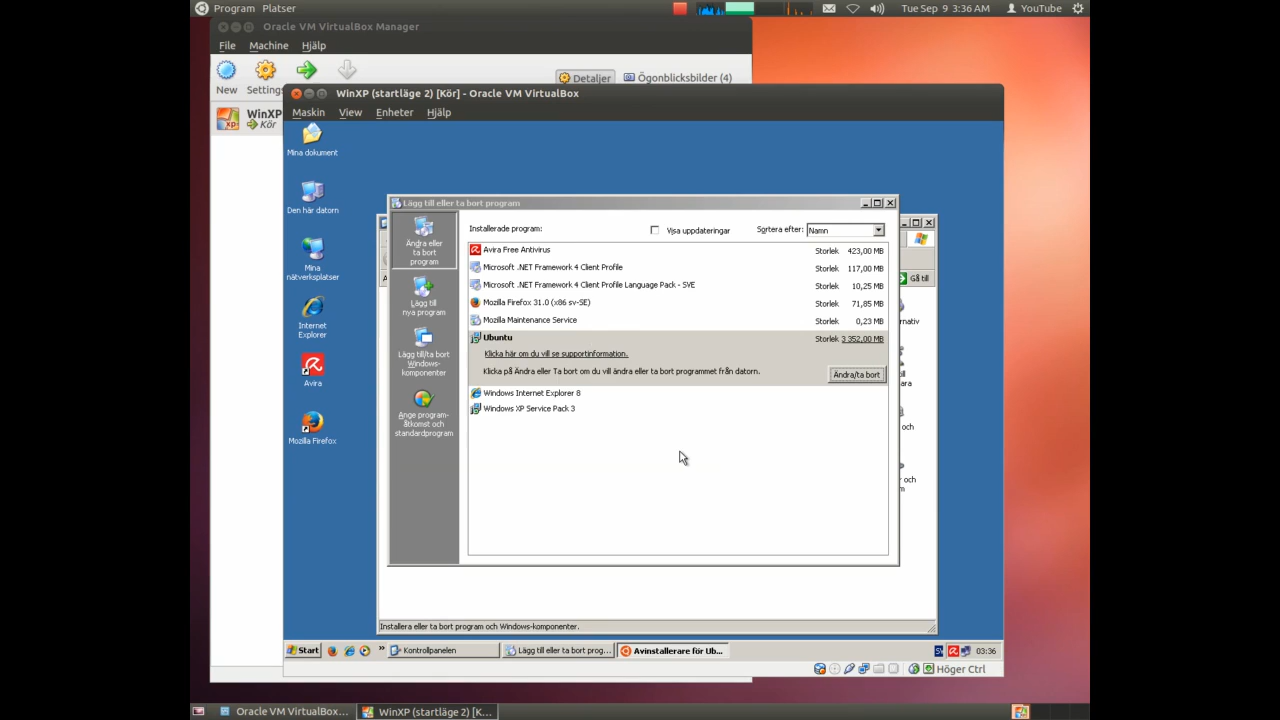 Program Platser
Tue Sep 9 3:36 AM YouTube
Oracle VM VirtualBox Manager
File Machine Hjälp
New Settings
Detaljer Ögonblicksbilder (4)
WinXP
Kör
WinXP (startläge 2) [Kör] - Oracle VM VirtualBox
Maskin View Enheter Hjälp
Mina dokument
Den här datorn
Mina nätverksplatser
Internet Explorer
Avira
Mozilla Firefox
Lägg till eller ta bort program
Ändra eller
ta bort
program
Lägg till
nya program
Lägg till/ta bort
Windows-
komponenter
Ange program-
åtkomst och
standardprogram
Installerade program:
Visa uppdateringar
Sortera efter: Namn
Avira Free Antivirus Storlek 423,00 MB
Microsoft .NET Framework 4 Client Profile Storlek 117,00 MB
Microsoft .NET Framework 4 Client Profile Language Pack - SVE Storlek 10,25 MB
Mozilla Firefox 31.0 (x86 sv-SE) Storlek 71,85 MB
Mozilla Maintenance Service Storlek 0,23 MB
Ubuntu Storlek 3 352,00 MB
Klicka här om du vill se supportinformation.
Klicka på Ändra eller Ta bort om du vill ändra eller ta bort programmet från datorn.
Ändra/ta bort
Windows Internet Explorer 8
Windows XP Service Pack 3
Gå till
Installera eller ta bort program och Windows-komponenter.
Start Kontrollpanelen Lägg till eller ta bort prog... Avinstallerare för Ub... SV 03:36
Höger Ctrl
Oracle VM VirtualBox... WinXP (startläge 2) [K...